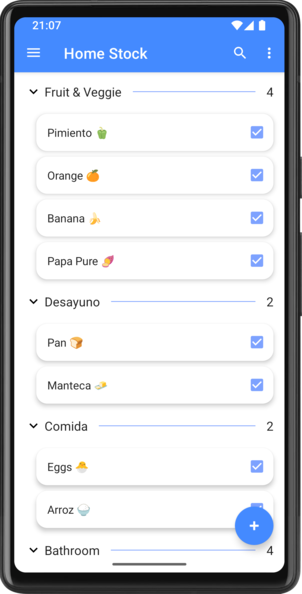 21:07
Home Stock
Fruit & Veggie 4
Pimiento 🫑
Orange 🍊
Banana 🍌
Papa Pure 🍠
Desayuno 2
Pan 🍞
Manteca 🧈
Comida 2
Eggs 🐣
Arroz 🍚
+
Bathroom 4